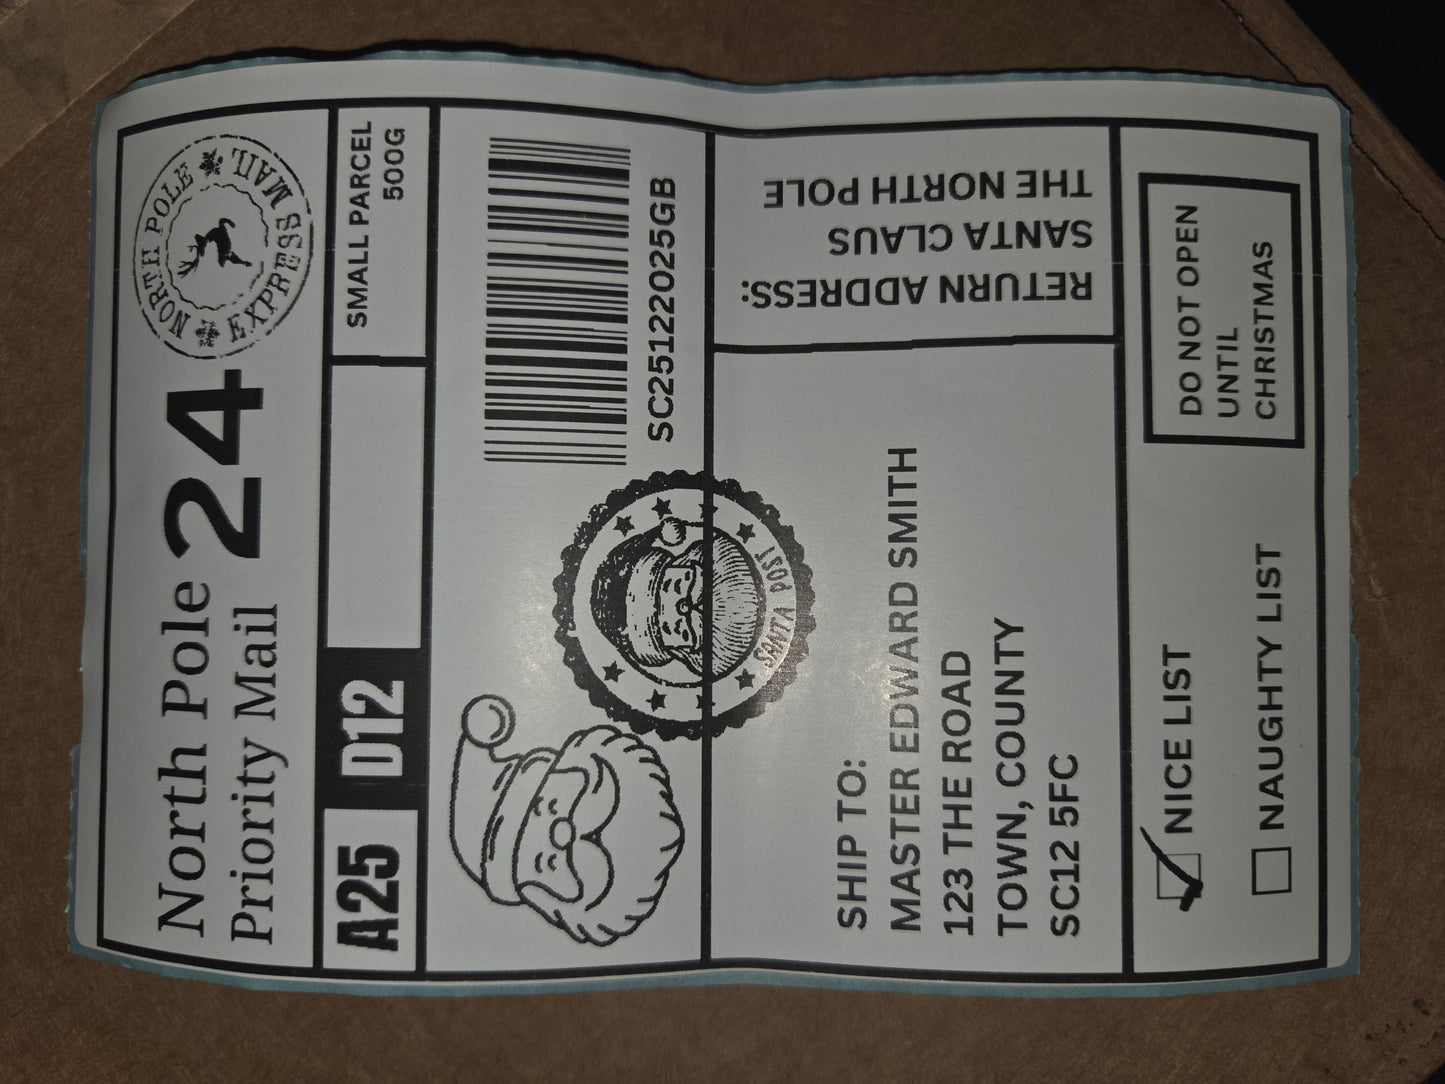 North Pole 24
Priority Mail
NORTH POLE
EXPRESS MAIL
A25 D12
SMALL PARCEL
500G
SC25122025GB
SANTA POST
SHIP TO:
MASTER EDWARD SMITH
123 THE ROAD
TOWN, COUNTY
SC12 5FC
RETURN ADDRESS:
SANTA CLAUS
THE NORTH POLE
NICE LIST
NAUGHTY LIST
DO NOT OPEN
UNTIL
CHRISTMAS